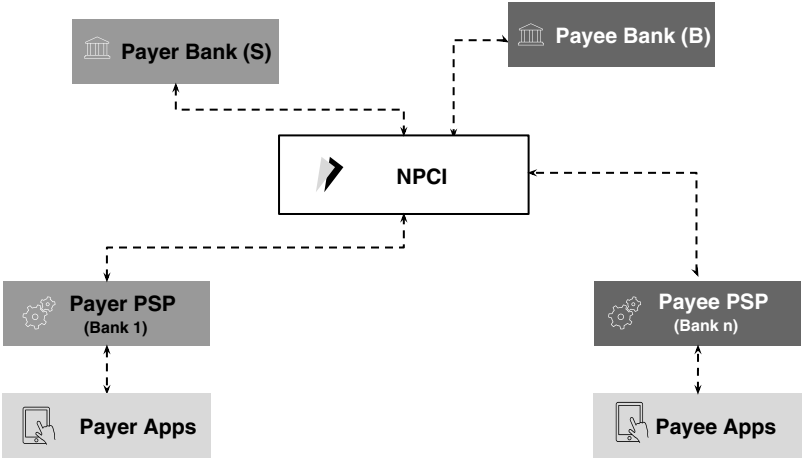 Payer Bank (S)
Payee Bank (B)
NPCI
Payer PSP
(Bank 1)
Payee PSP
(Bank n)
Payer Apps
Payee Apps